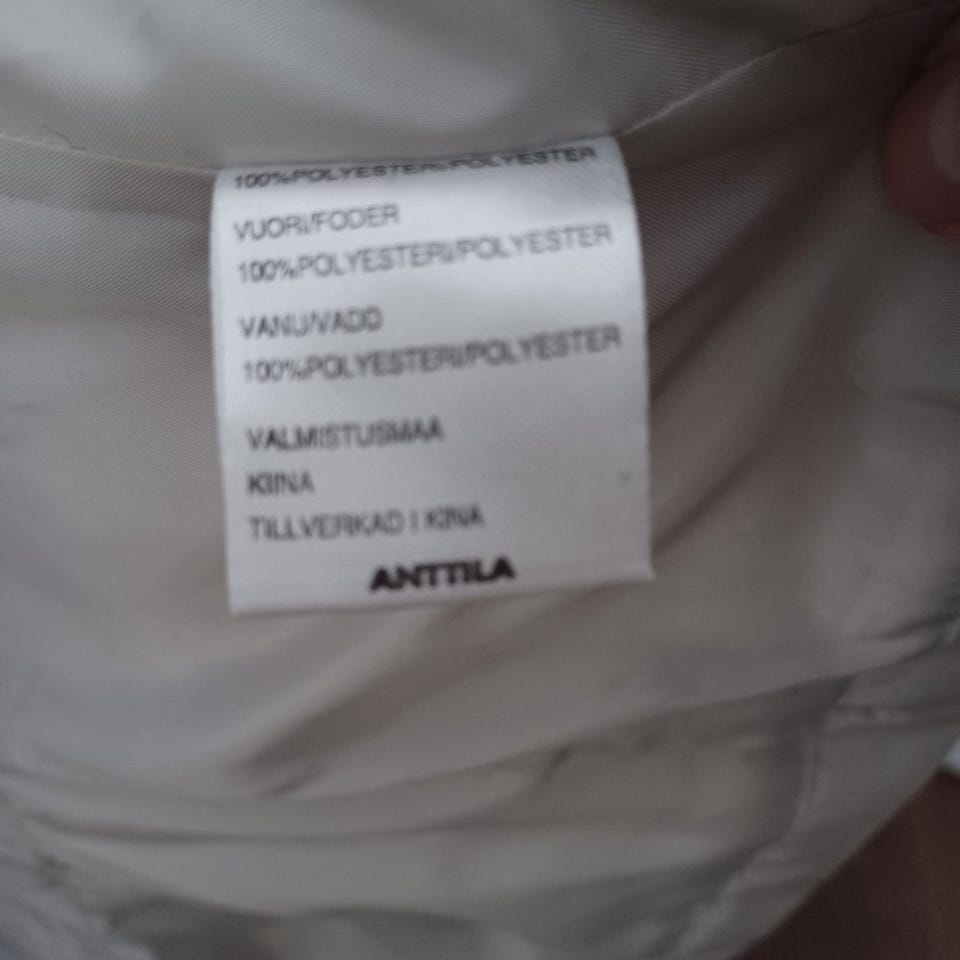 100%POLYESTERI/POLYESTER
VUORI/FODER
100%POLYESTERI/POLYESTER
VANU/VADD
100%POLYESTERI/POLYESTER
VALMISTUSMAA
KIINA
TILLVERKAD I KINA
ANTTILA